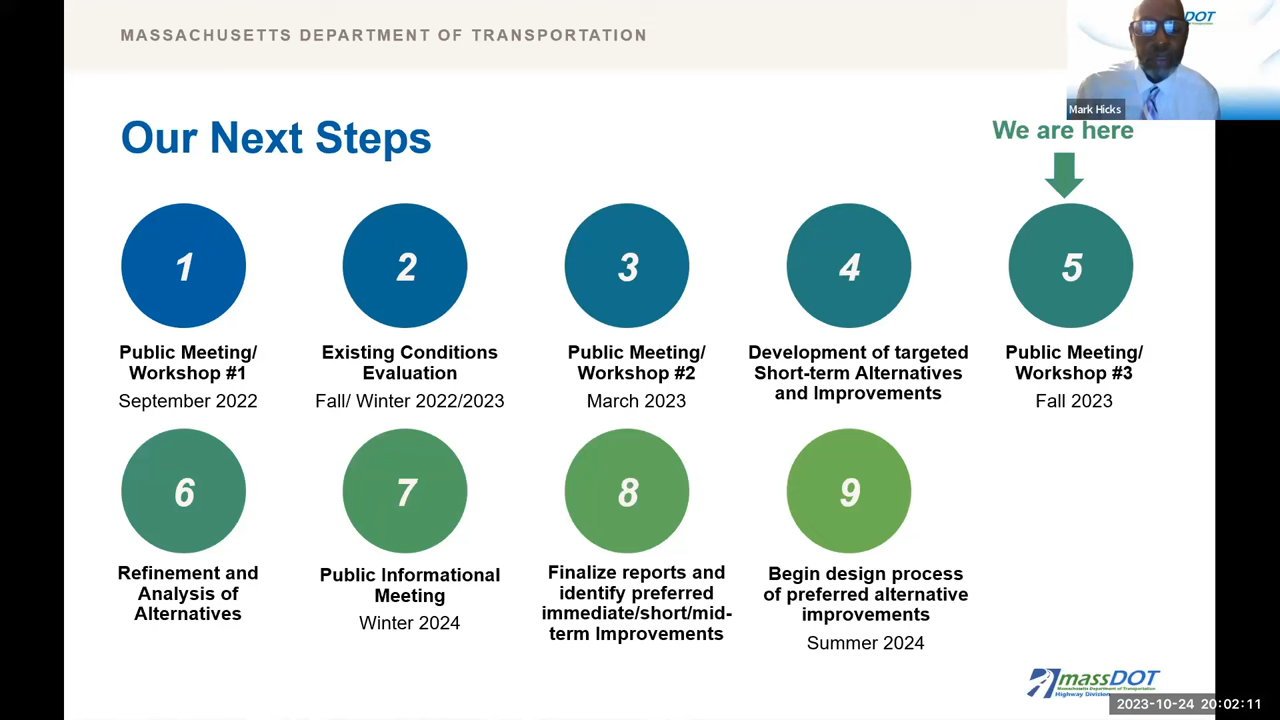 MASSACHUSETTS DEPARTMENT OF TRANSPORTATION
DOT
Mark Hicks
Our Next Steps
We are here
1
2
3
4
5
Public Meeting/
Workshop #1
September 2022
Existing Conditions
Evaluation
Fall/ Winter 2022/2023
Public Meeting/
Workshop #2
March 2023
Development of targeted
Short-term Alternatives
and Improvements
Public Meeting/
Workshop #3
Fall 2023
6
7
8
9
Refinement and
Analysis of
Alternatives
Public Informational
Meeting
Winter 2024
Finalize reports and
identify preferred
immediate/short/mid-
term Improvements
Begin design process
of preferred alternative
improvements
Summer 2024
massDOT
Massachusetts Department of Transportation
Highway Division
2023-10-24 20:02:11